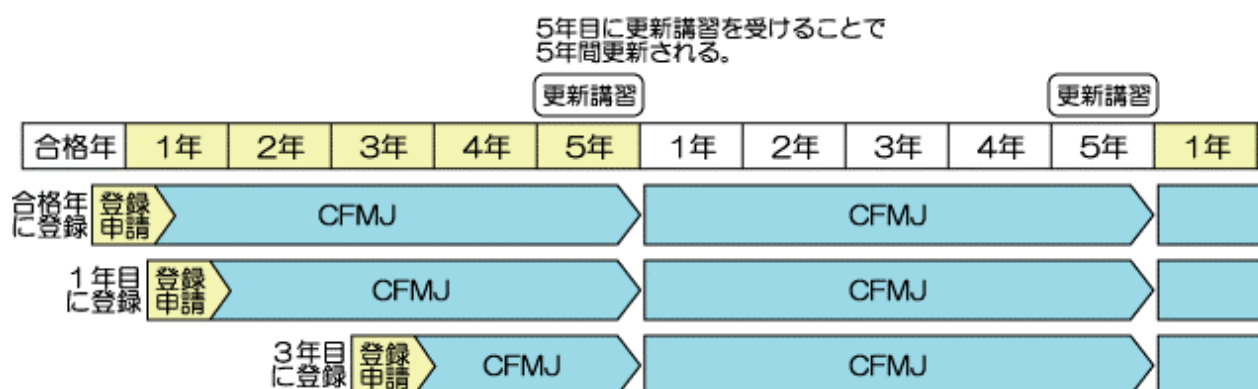 5年目に更新講習を受けることで
5年間更新される。
更新講習 更新講習
合格年 1年 2年 3年 4年 5年 1年 2年 3年 4年 5年 1年
合格年
に登録
登録
申請
CFMJ CFMJ
1年目
に登録
登録
申請
CFMJ CFMJ
3年目
に登録
登録
申請
CFMJ CFMJ